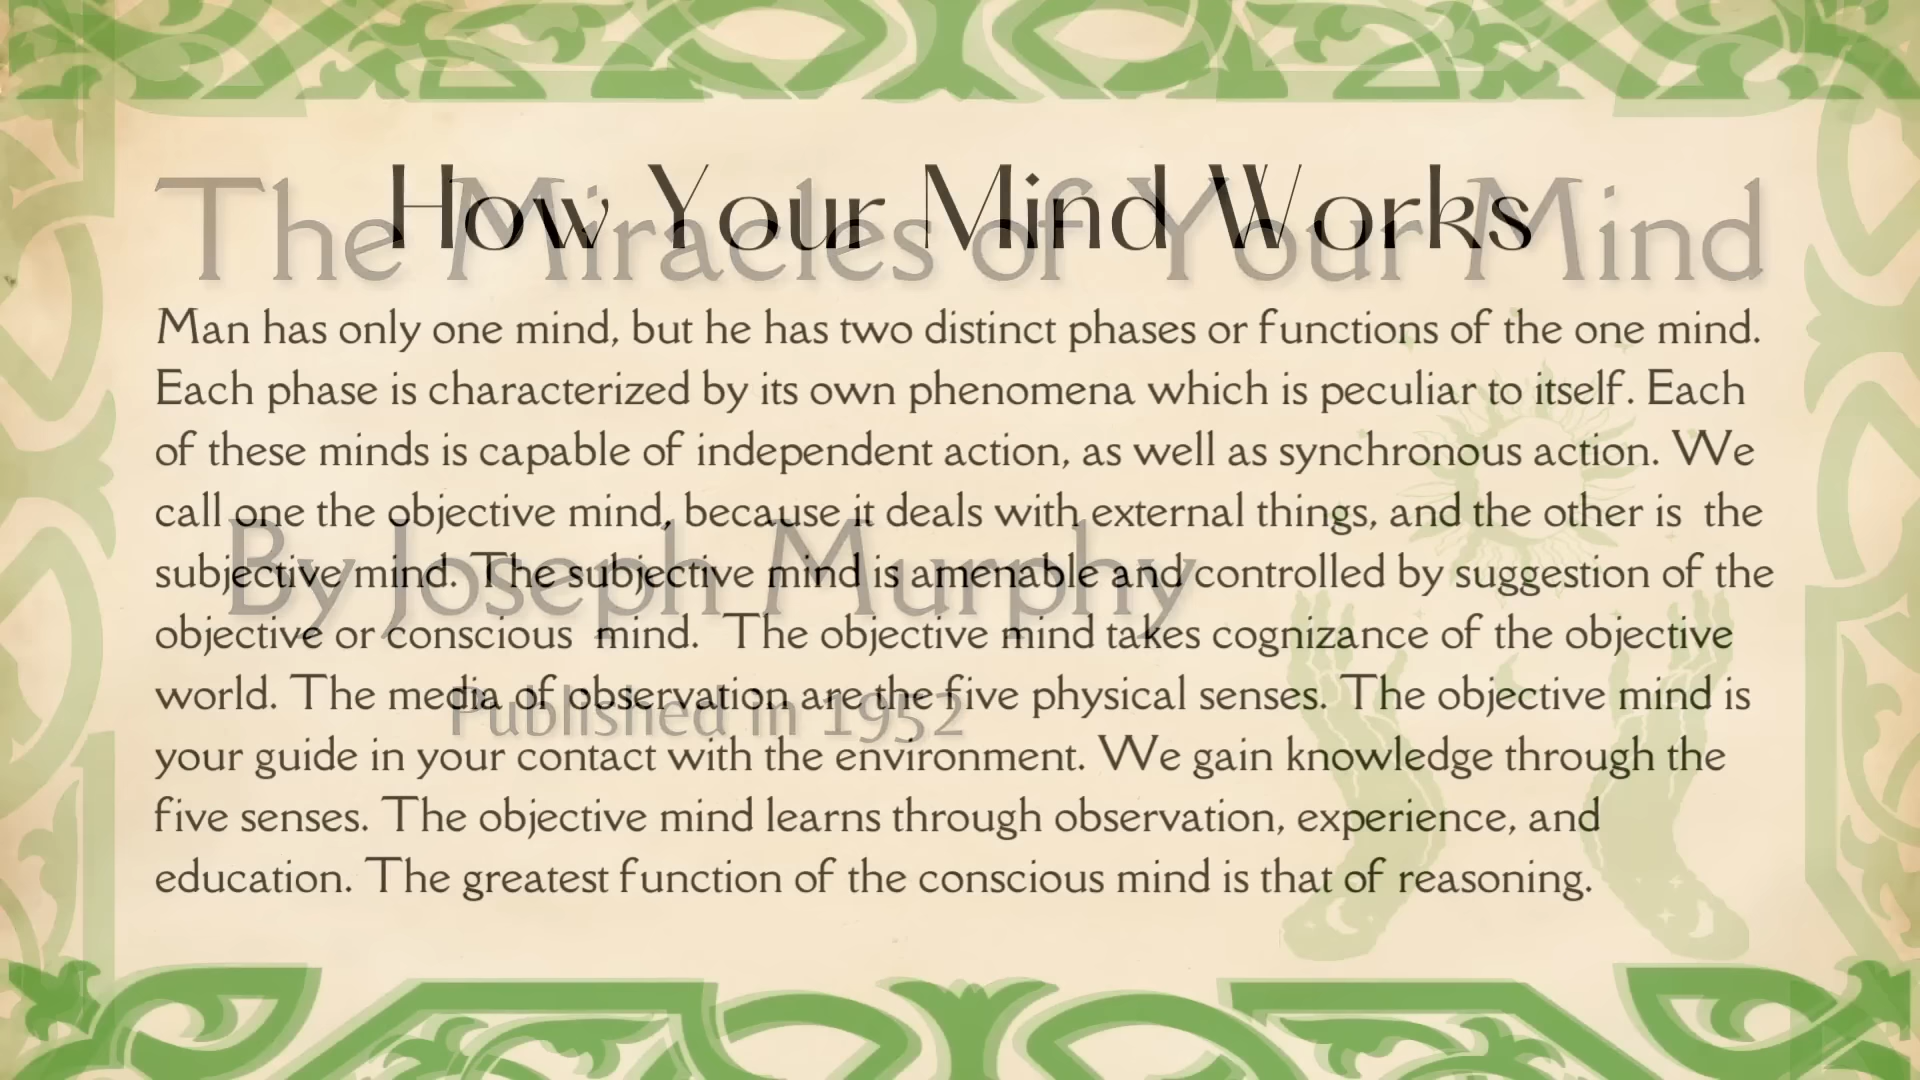 How Your Mind Works
The Miracles of Your Mind
Man has only one mind, but he has two distinct phases or functions of the one mind.
Each phase is characterized by its own phenomena which is peculiar to itself. Each
of these minds is capable of independent action, as well as synchronous action. We
call one the objective mind, because it deals with external things, and the other is the
subjective mind. The subjective mind is amenable and controlled by suggestion of the
objective or conscious mind. The objective mind takes cognizance of the objective
world. The media of observation are the five physical senses. The objective mind is
your guide in your contact with the environment. We gain knowledge through the
five senses. The objective mind learns through observation, experience, and
education. The greatest function of the conscious mind is that of reasoning.
By Joseph Murphy
Published in 1952